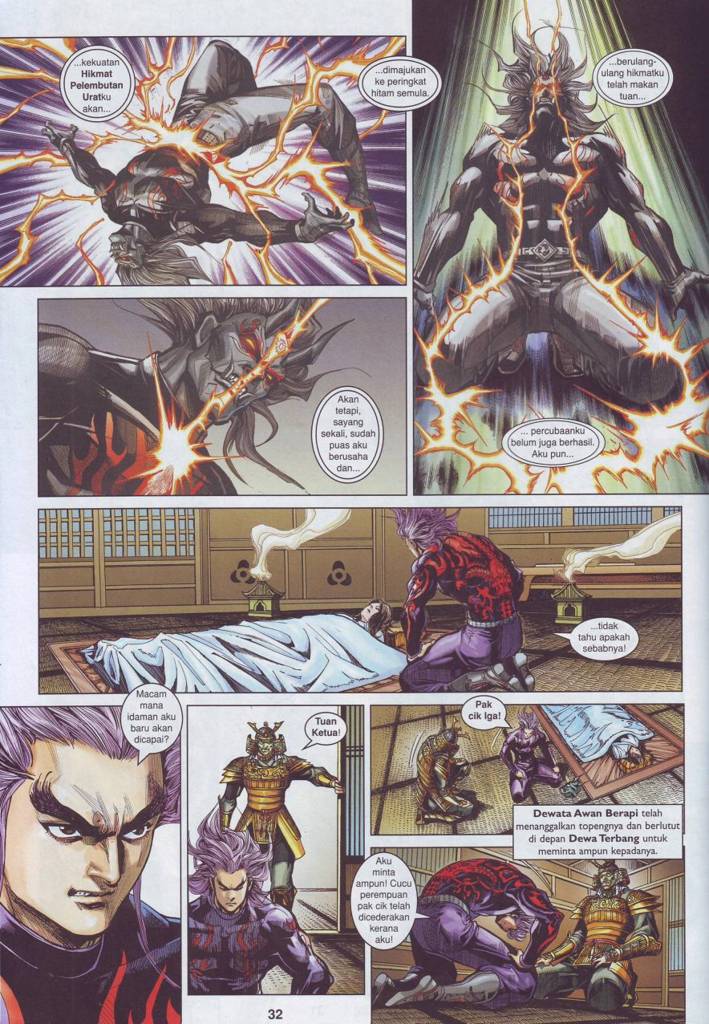 ...kekuatan
Hikmat
Pelembutan
Uratku
akan...
...dimajukan
ke peringkat
hitam semula.
...berulang-
ulang hikmatku
telah makan
tuan...
... percubaanku
belum juga berhasil.
Aku pun...
Akan
tetapi,
sayang
sekali, sudah
puas aku
berusaha
dan...
...tidak
tahu apakah
sebabnya!
Macam
mana
idaman aku
baru akan
dicapai?
Tuan
Ketua!
Pak
cik Iga!
Dewata Awan Berapi telah
menanggalkan topengnya dan berlutut
di depan Dewa Terbang untuk
meminta ampun kepadanya.
Aku
minta
ampun! Cucu
perempuan
pak cik telah
dicederakan
kerana
aku!
32